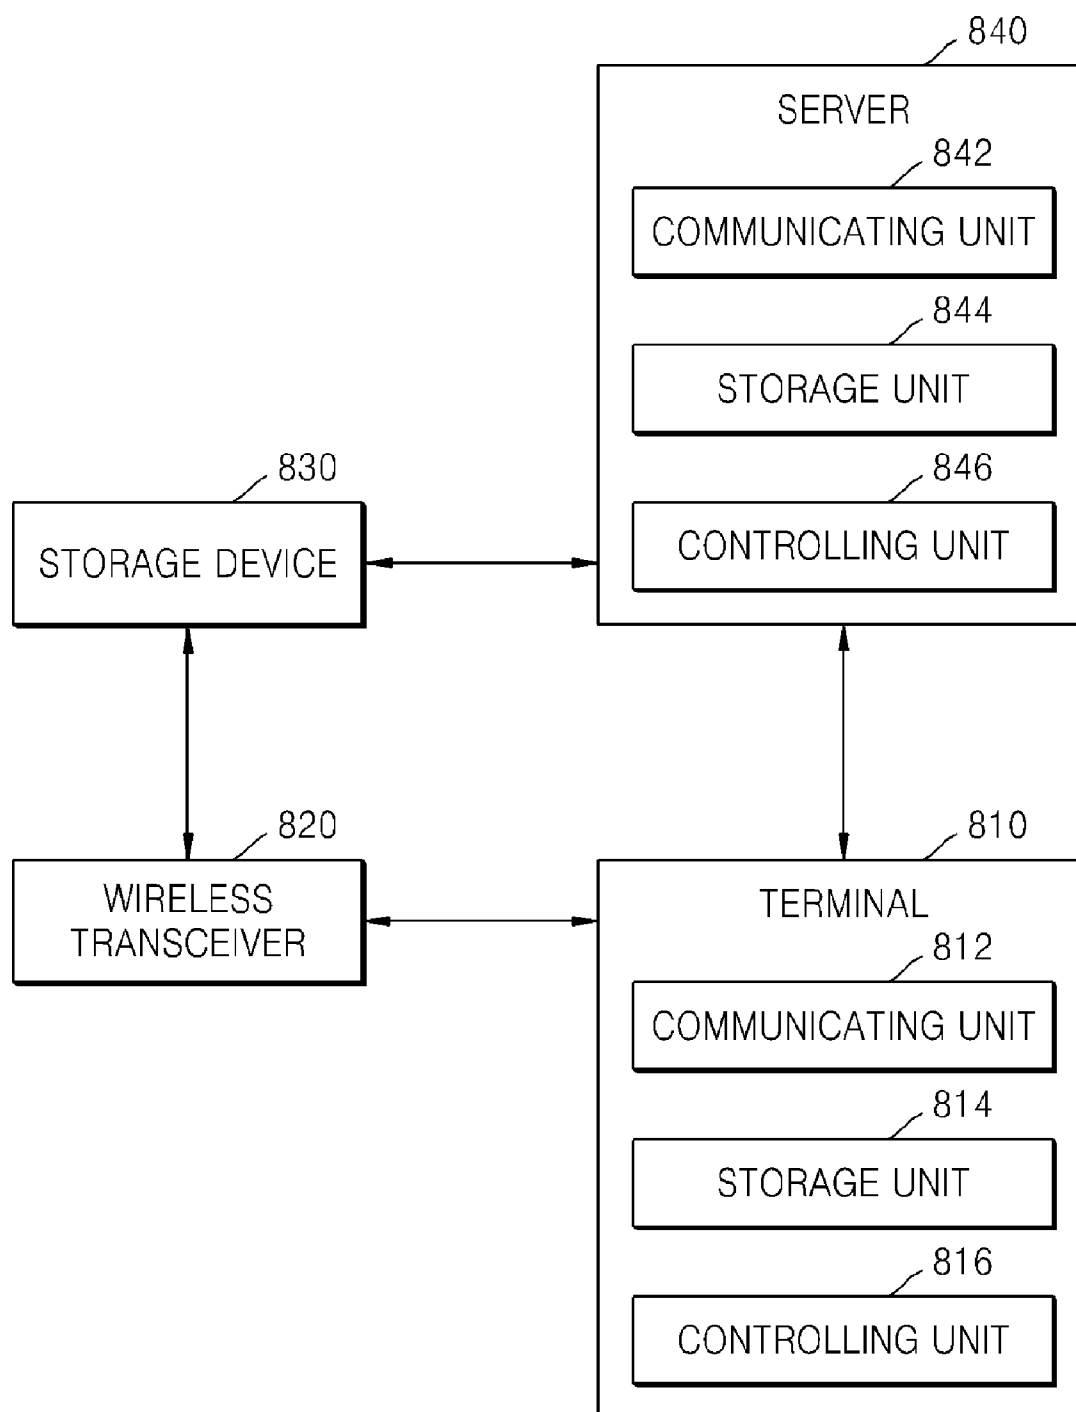 840
SERVER
842
COMMUNICATING UNIT
844
STORAGE UNIT
846
CONTROLLING UNIT
830
STORAGE DEVICE
820
WIRELESS
TRANSCEIVER
810
TERMINAL
812
COMMUNICATING UNIT
814
STORAGE UNIT
816
CONTROLLING UNIT